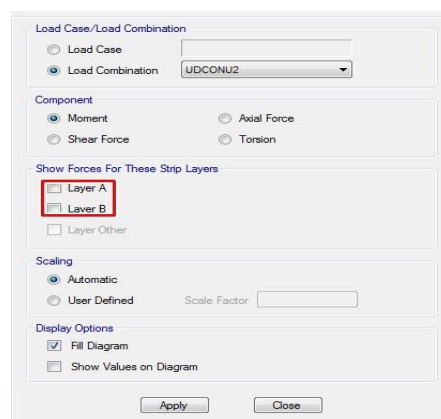 Load Case/Load Combination
Load Case
Load Combination UDCONU2
Component
Moment Axial Force
Shear Force Torsion
Show Forces For These Strip Layers
Layer A
Layer B
Layer Other
Scaling
Automatic
User Defined Scale Factor
Display Options
Fill Diagram
Show Values on Diagram
Apply Close